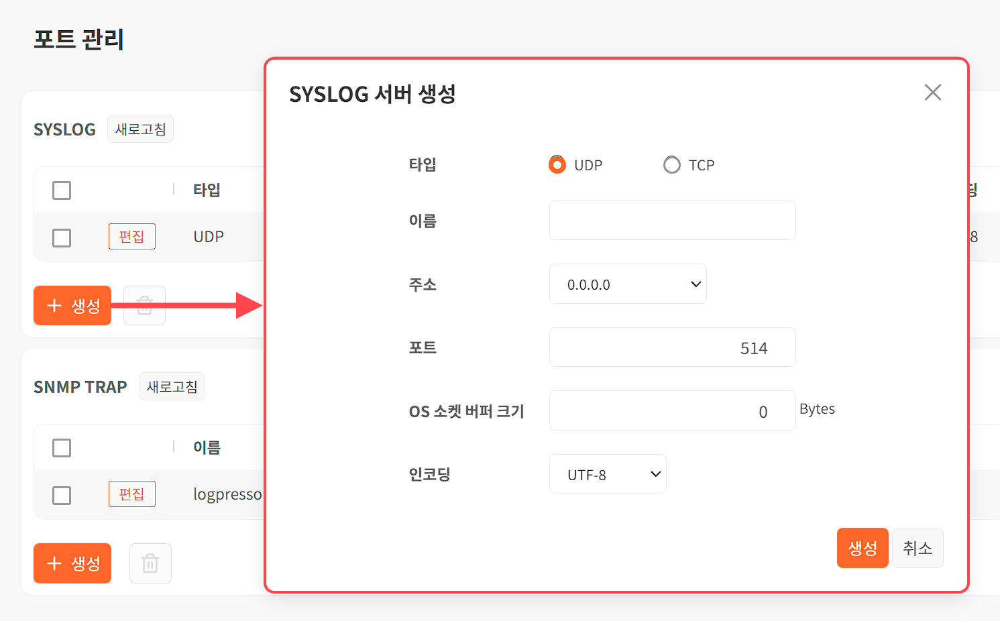 포트 관리
SYSLOG 새로고침
타입
편집 UDP
+ 생성
SNMP TRAP 새로고침
이름
편집 logpresso
+ 생성
SYSLOG 서버 생성
타입 UDP TCP
이름
주소 0.0.0.0
포트 514
OS 소켓 버퍼 크기 0 Bytes
인코딩 UTF-8
생성 취소
딩
8